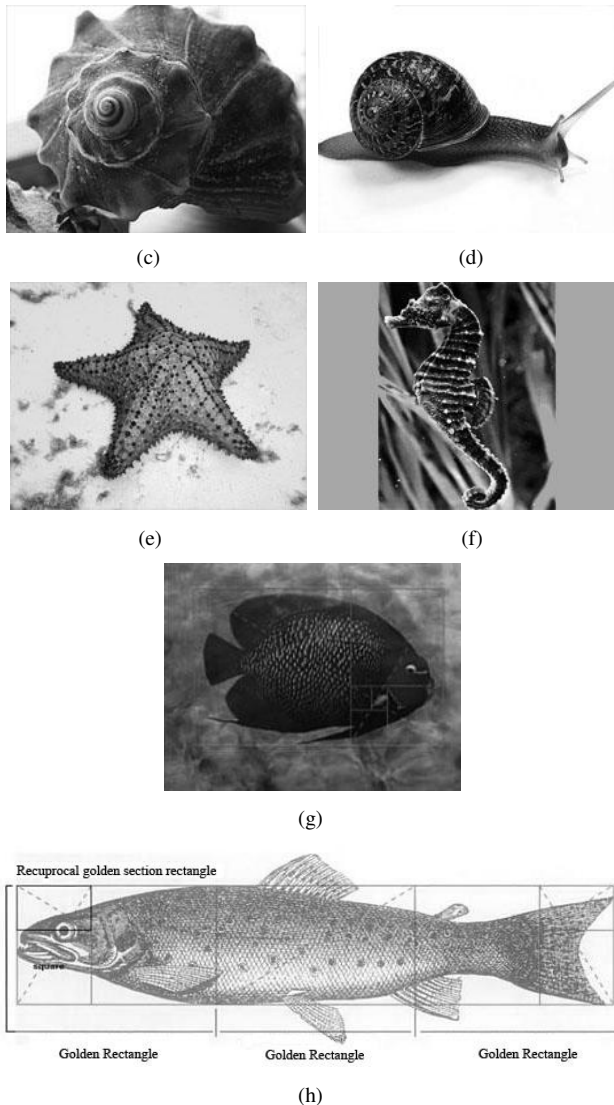 (c)
(d)
(e)
(f)
(g)
Recuprocal golden section rectangle
square
Golden Rectangle
Golden Rectangle
Golden Rectangle
(h)